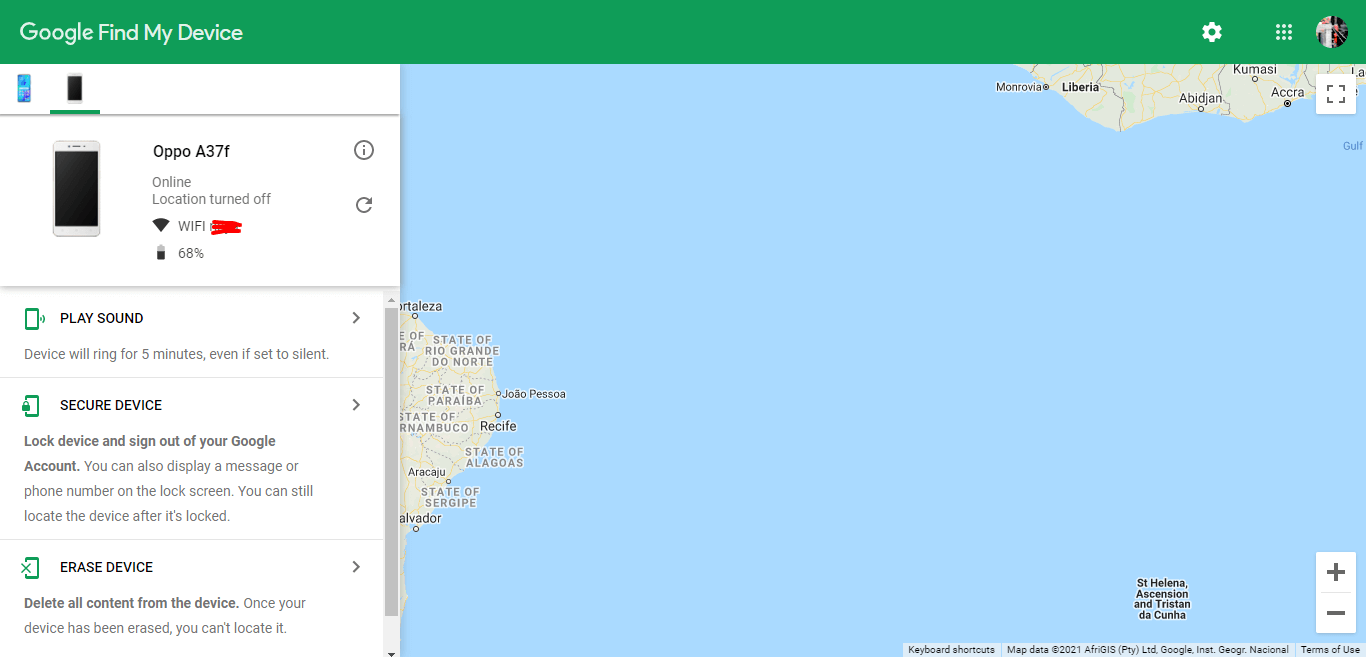 Google Find My Device
Oppo A37f
Online
Location turned off
WIFI
68%
PLAY SOUND
Device will ring for 5 minutes, even if set to silent.
SECURE DEVICE
Lock device and sign out of your Google
Account. You can also display a message or
phone number on the lock screen. You can still
locate the device after it's locked.
ERASE DEVICE
Delete all content from the device. Once your
device has been erased, you can't locate it.
Monrovia
Liberia
Kumasi
Abidjan
Accra
Gulf
ortaleza
STATE OF
RIO GRANDE
DO NORTE
STATE OF
PARAÍBA
João Pessoa
STATE OF
RNAMBUCO
Recife
STATE OF
ALAGOAS
Aracaju
STATE OF
SERGIPE
alvador
St Helena,
Ascension
and Tristan
da Cunha
Keyboard shortcuts
Map data ©2021 AfriGIS (Pty) Ltd, Google, Inst. Geogr. Nacional
Terms of Use